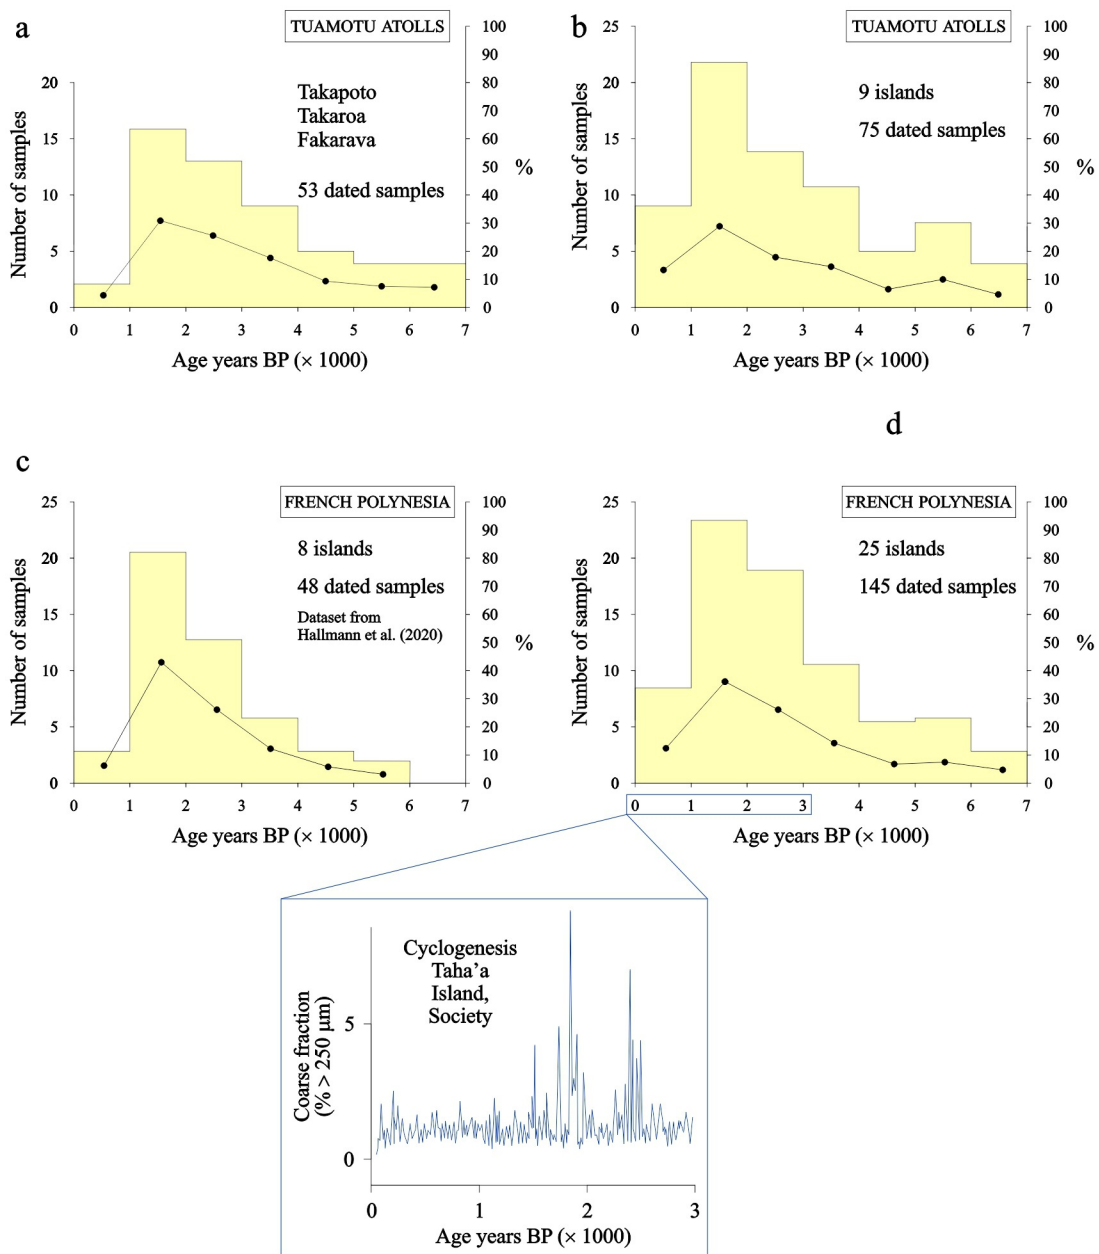 a
TUAMOTU ATOLLS
Takapoto
Takaroa
Fakarava
53 dated samples
Number of samples
25
20
15
10
5
0
100
90
80
70
60
50
40
30
20
10
0
%
0 1 2 3 4 5 6 7
Age years BP (× 1000)
b
TUAMOTU ATOLLS
9 islands
75 dated samples
Number of samples
25
20
15
10
5
0
100
90
80
70
60
50
40
30
20
10
0
%
0 1 2 3 4 5 6 7
Age years BP (× 1000)
c
FRENCH POLYNESIA
8 islands
48 dated samples
Dataset from
Hallmann et al. (2020)
Number of samples
25
20
15
10
5
0
100
90
80
70
60
50
40
30
20
10
0
%
0 1 2 3 4 5 6 7
Age years BP (× 1000)
d
FRENCH POLYNESIA
25 islands
145 dated samples
Number of samples
25
20
15
10
5
0
100
90
80
70
60
50
40
30
20
10
0
%
0 1 2 3 4 5 6 7
Age years BP (× 1000)
Cyclogenesis
Taha’a
Island,
Society
Coarse fraction
(% > 250 µm)
5
0
0 1 2 3
Age years BP (× 1000)